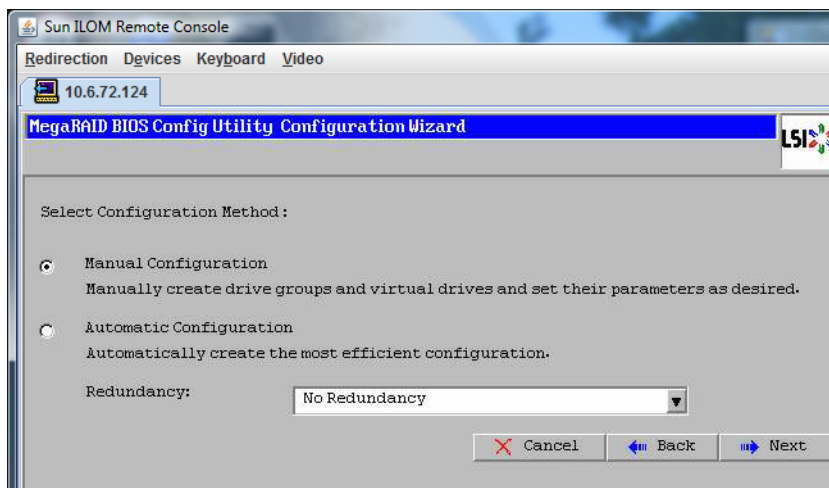 Sun ILOM Remote Console
Redirection Devices Keyboard Video
10.6.72.124
MegaRAID BIOS Config Utility Configuration Wizard
LSI
Select Configuration Method:
Manual Configuration
Manually create drive groups and virtual drives and set their parameters as desired.
Automatic Configuration
Automatically create the most efficient configuration.
Redundancy: No Redundancy
Cancel Back Next